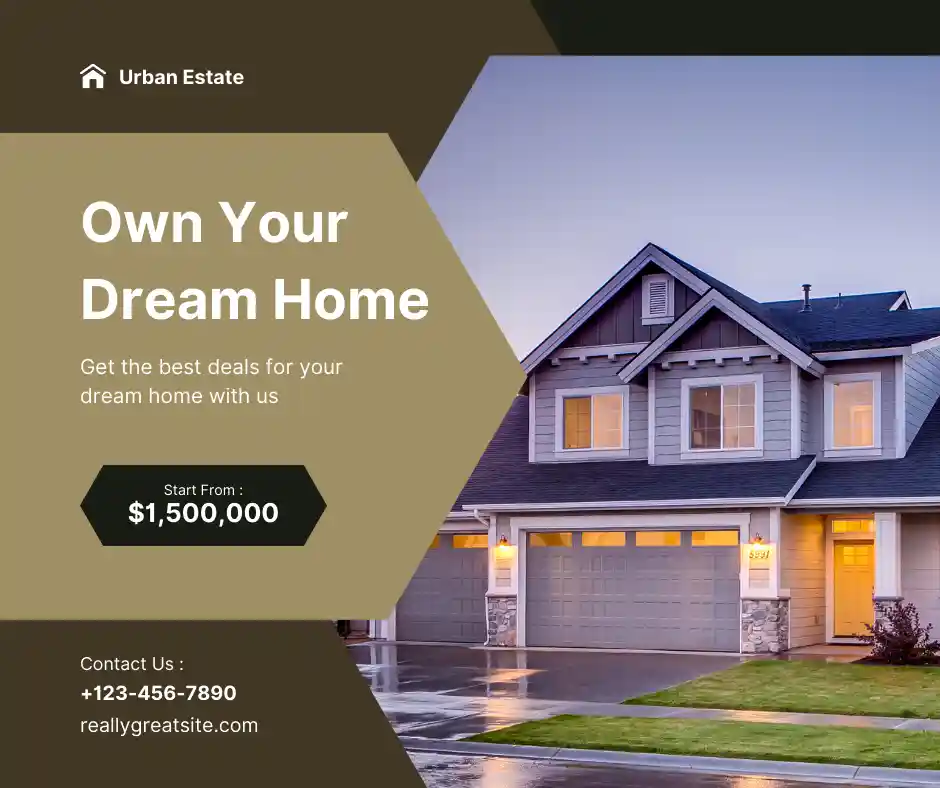 Urban Estate
Own Your
Dream Home
Get the best deals for your
dream home with us
Start From :
$1,500,000
Contact Us :
+123-456-7890
reallygreatsite.com